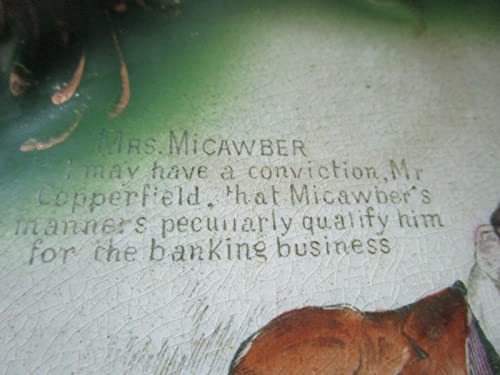 MRS. MICAWBER
I may have a conviction, Mr
Copperfield, that Micawber's
manners peculiarly qualify him
for the banking business